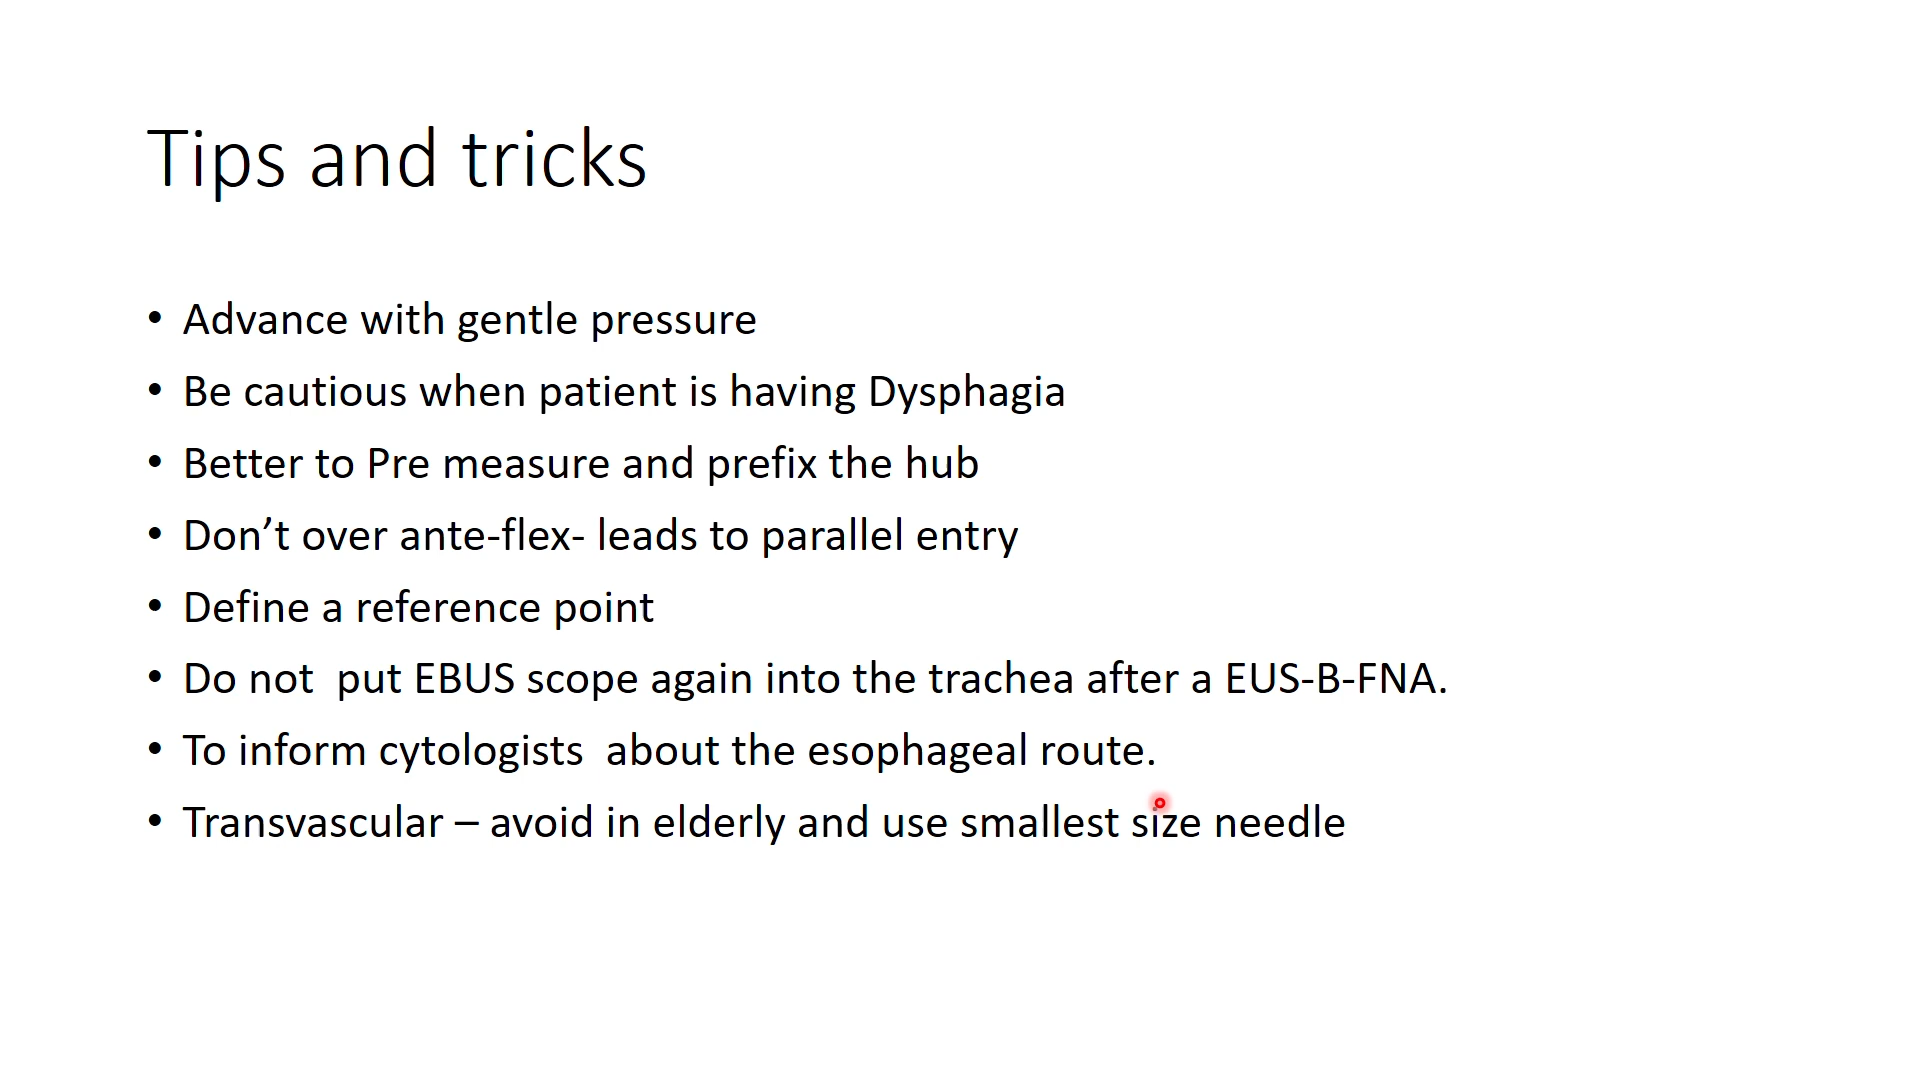 Tips and tricks
• Advance with gentle pressure
• Be cautious when patient is having Dysphagia
• Better to Pre measure and prefix the hub
• Don’t over ante-flex- leads to parallel entry
• Define a reference point
• Do not  put EBUS scope again into the trachea after a EUS-B-FNA.
• To inform cytologists  about the esophageal route.
• Transvascular – avoid in elderly and use smallest size needle